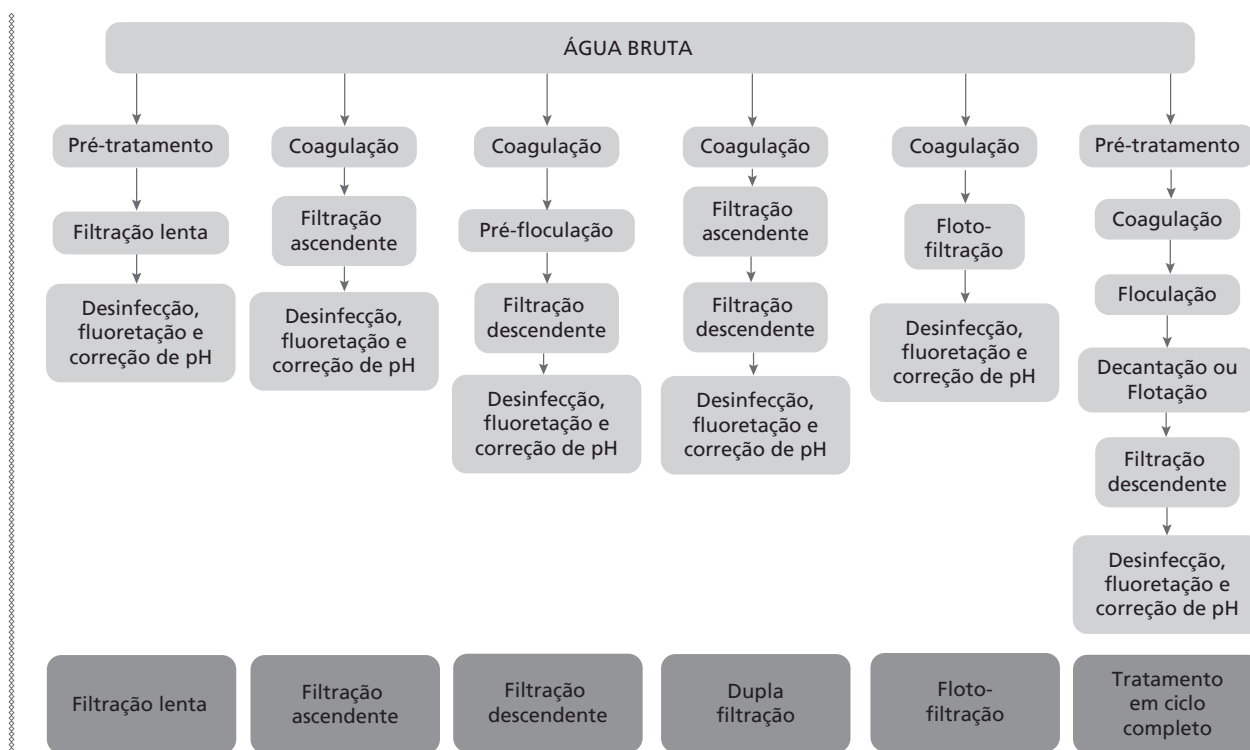 ÁGUA BRUTA
Pré-tratamento
Filtração lenta
Desinfecção,
fluoretação e
correção de pH
Filtração lenta
Coagulação
Filtração
ascendente
Desinfecção,
fluoretação e
correção de pH
Filtração
ascendente
Coagulação
Pré-floculação
Filtração
descendente
Desinfecção,
fluoretação e
correção de pH
Filtração
descendente
Coagulação
Filtração
ascendente
Filtração
descendente
Desinfecção,
fluoretação e
correção de pH
Dupla
filtração
Coagulação
Floto-
filtração
Desinfecção,
fluoretação e
correção de pH
Floto-
filtração
Pré-tratamento
Coagulação
Floculação
Decantação ou
Flotação
Filtração
descendente
Desinfecção,
fluoretação e
correção de pH
Tratamento
em ciclo
completo